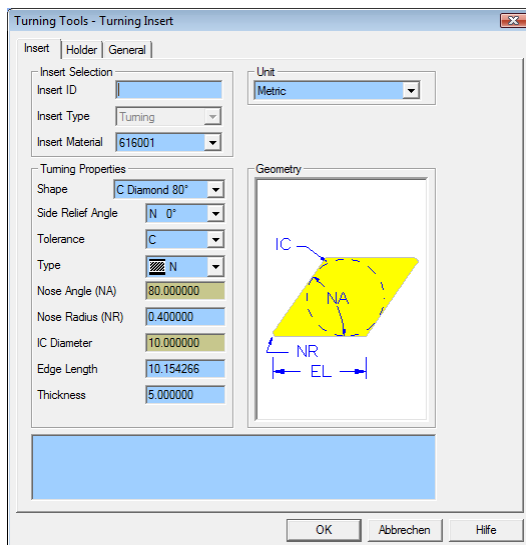 Turning Tools - Turning Insert
Insert Holder General
Insert Selection
Insert ID
Insert Type Turning
Insert Material 616001
Unit
Metric
Turning Properties
Shape C Diamond 80°
Side Relief Angle N 0°
Tolerance C
Type N
Nose Angle (NA) 80.000000
Nose Radius (NR) 0.400000
IC Diameter 10.000000
Edge Length 10.154266
Thickness 5.000000
Geometry
IC
NA
NR
EL
OK Abbrechen Hilfe